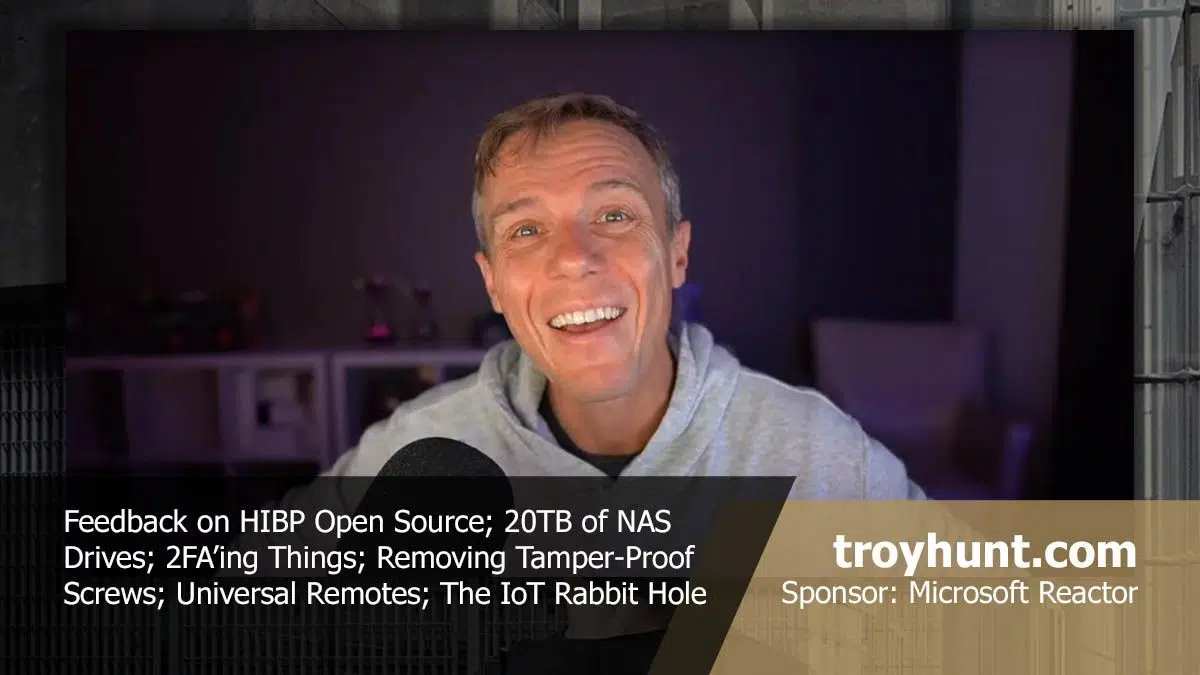 Feedback on HIBP Open Source; 20TB of NAS
Drives; 2FA’ing Things; Removing Tamper-Proof
Screws; Universal Remotes; The IoT Rabbit Hole
troyhunt.com
Sponsor: Microsoft Reactor